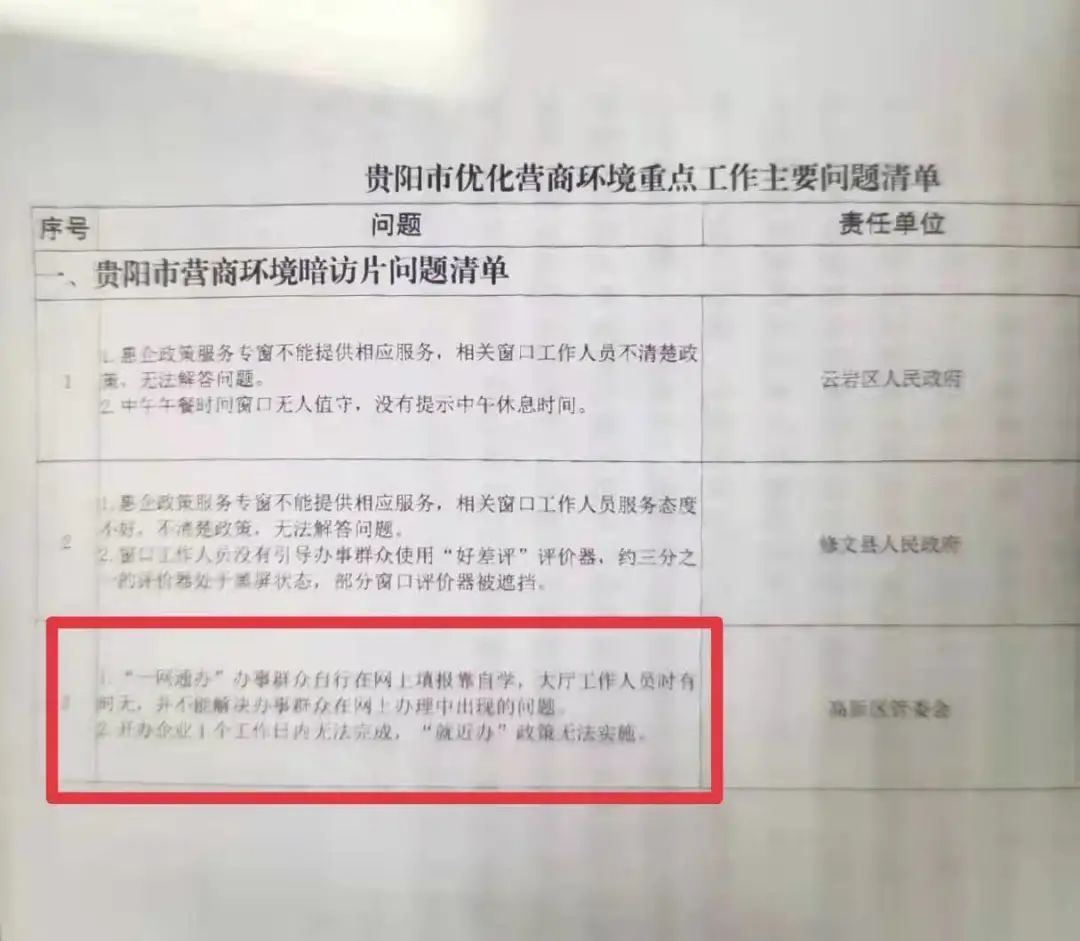 贵阳市优化营商环境重点工作主要问题清单
序号 问题 责任单位
一、贵阳市营商环境暗访片问题清单
1 1.惠企政策服务专窗不能提供相应服务，相关窗口工作人员不清楚政
策，无法解答问题。
2.中午午餐时间窗口无人值守，没有提示中午休息时间。
云岩区人民政府
2 1.惠企政策服务专窗不能提供相应服务，相关窗口工作人员服务态度
不好，不清楚政策，无法解答问题。
2.窗口工作人员没有引导办事群众使用“好差评”评价器，约三分之
一的评价器处于黑屏状态，部分窗口评价器被遮挡。
修文县人民政府
3 1.“一网通办”办事群众自行在网上填报靠自学，大厅工作人员时有
时无，并不能解决办事群众在网上办理中出现的问题。
2.开办企业1个工作日内无法完成，“就近办”政策无法实施。
高新区管委会